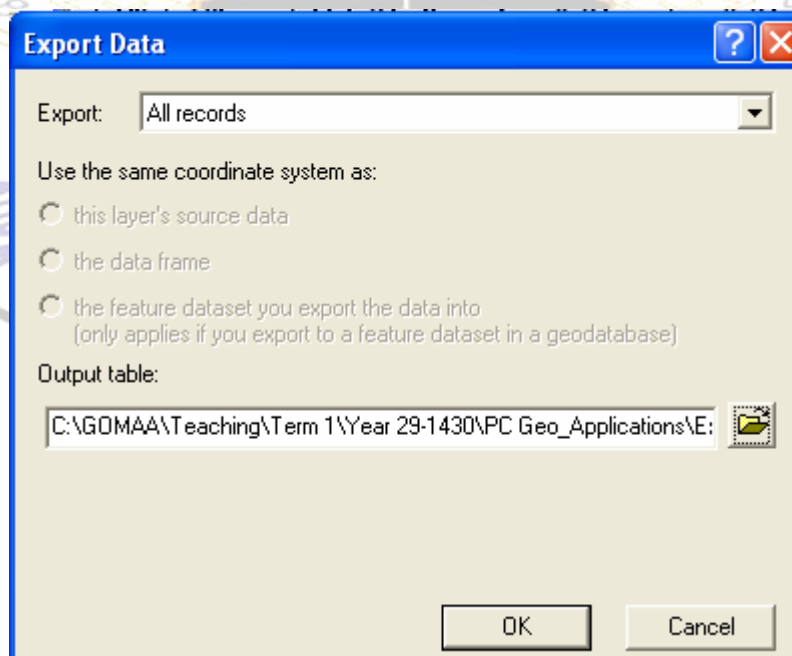 Export Data
Export: All records
Use the same coordinate system as:
this layer's source data
the data frame
the feature dataset you export the data into
(only applies if you export to a feature dataset in a geodatabase)
Output table:
C:\GOMAA\Teaching\Term 1\Year 29-1430\PC Geo_Applications\E:
OK Cancel